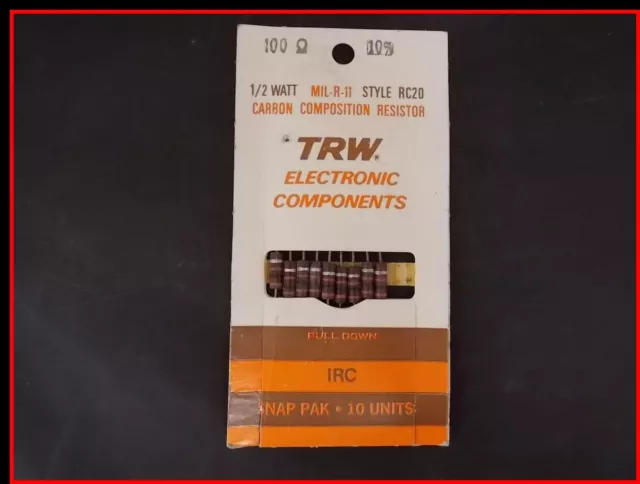 100 Ω 10%
1/2 WATT MIL-R-11 STYLE RC20
CARBON COMPOSITION RESISTOR
TRW®
ELECTRONIC
COMPONENTS
PULL DOWN
IRC
NAP PAK • 10 UNITS